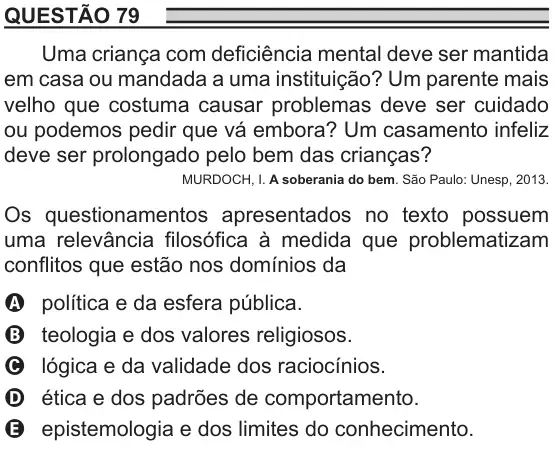 QUESTÃO 79
Uma criança com deficiência mental deve ser mantida
em casa ou mandada a uma instituição? Um parente mais
velho que costuma causar problemas deve ser cuidado
ou podemos pedir que vá embora? Um casamento infeliz
deve ser prolongado pelo bem das crianças?
MURDOCH, I. A soberania do bem. São Paulo: Unesp, 2013.
Os questionamentos apresentados no texto possuem
uma relevância filosófica à medida que problematizam
conflitos que estão nos domínios da
A política e da esfera pública.
B teologia e dos valores religiosos.
C lógica e da validade dos raciocínios.
D ética e dos padrões de comportamento.
E epistemologia e dos limites do conhecimento.